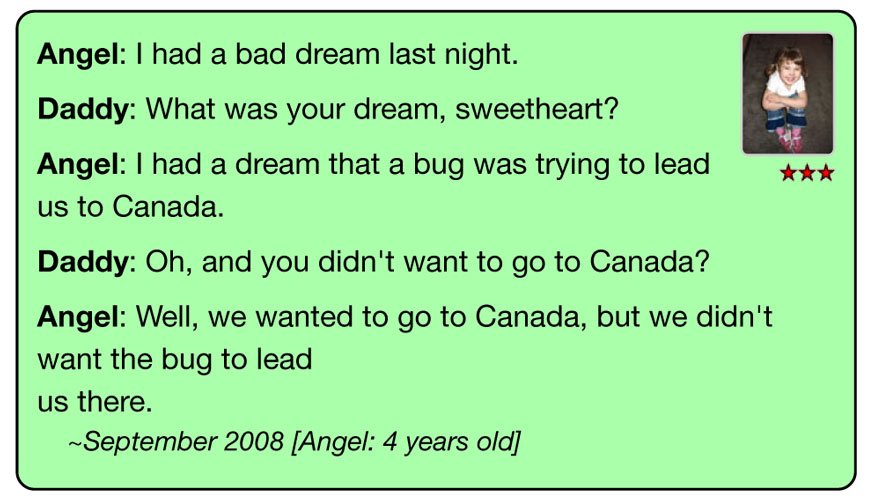 Angel: I had a bad dream last night.
Daddy: What was your dream, sweetheart?
Angel: I had a dream that a bug was trying to lead
us to Canada.
Daddy: Oh, and you didn't want to go to Canada?
Angel: Well, we wanted to go to Canada, but we didn't
want the bug to lead
us there.
~September 2008 [Angel: 4 years old]